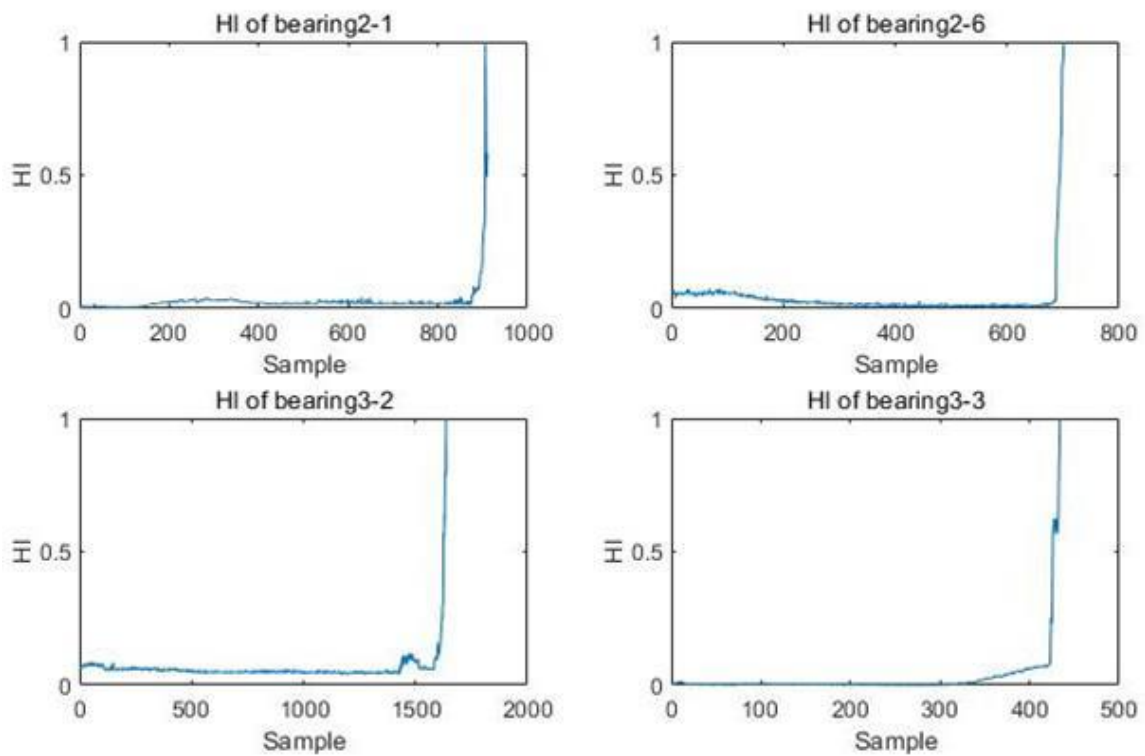 HI of bearing2-1
1
0.5
0
HI
0 200 400 600 800 1000
Sample
HI of bearing2-6
1
0.5
0
HI
0 200 400 600 800
Sample
HI of bearing3-2
1
0.5
0
HI
0 500 1000 1500 2000
Sample
HI of bearing3-3
1
0.5
0
HI
0 100 200 300 400 500
Sample